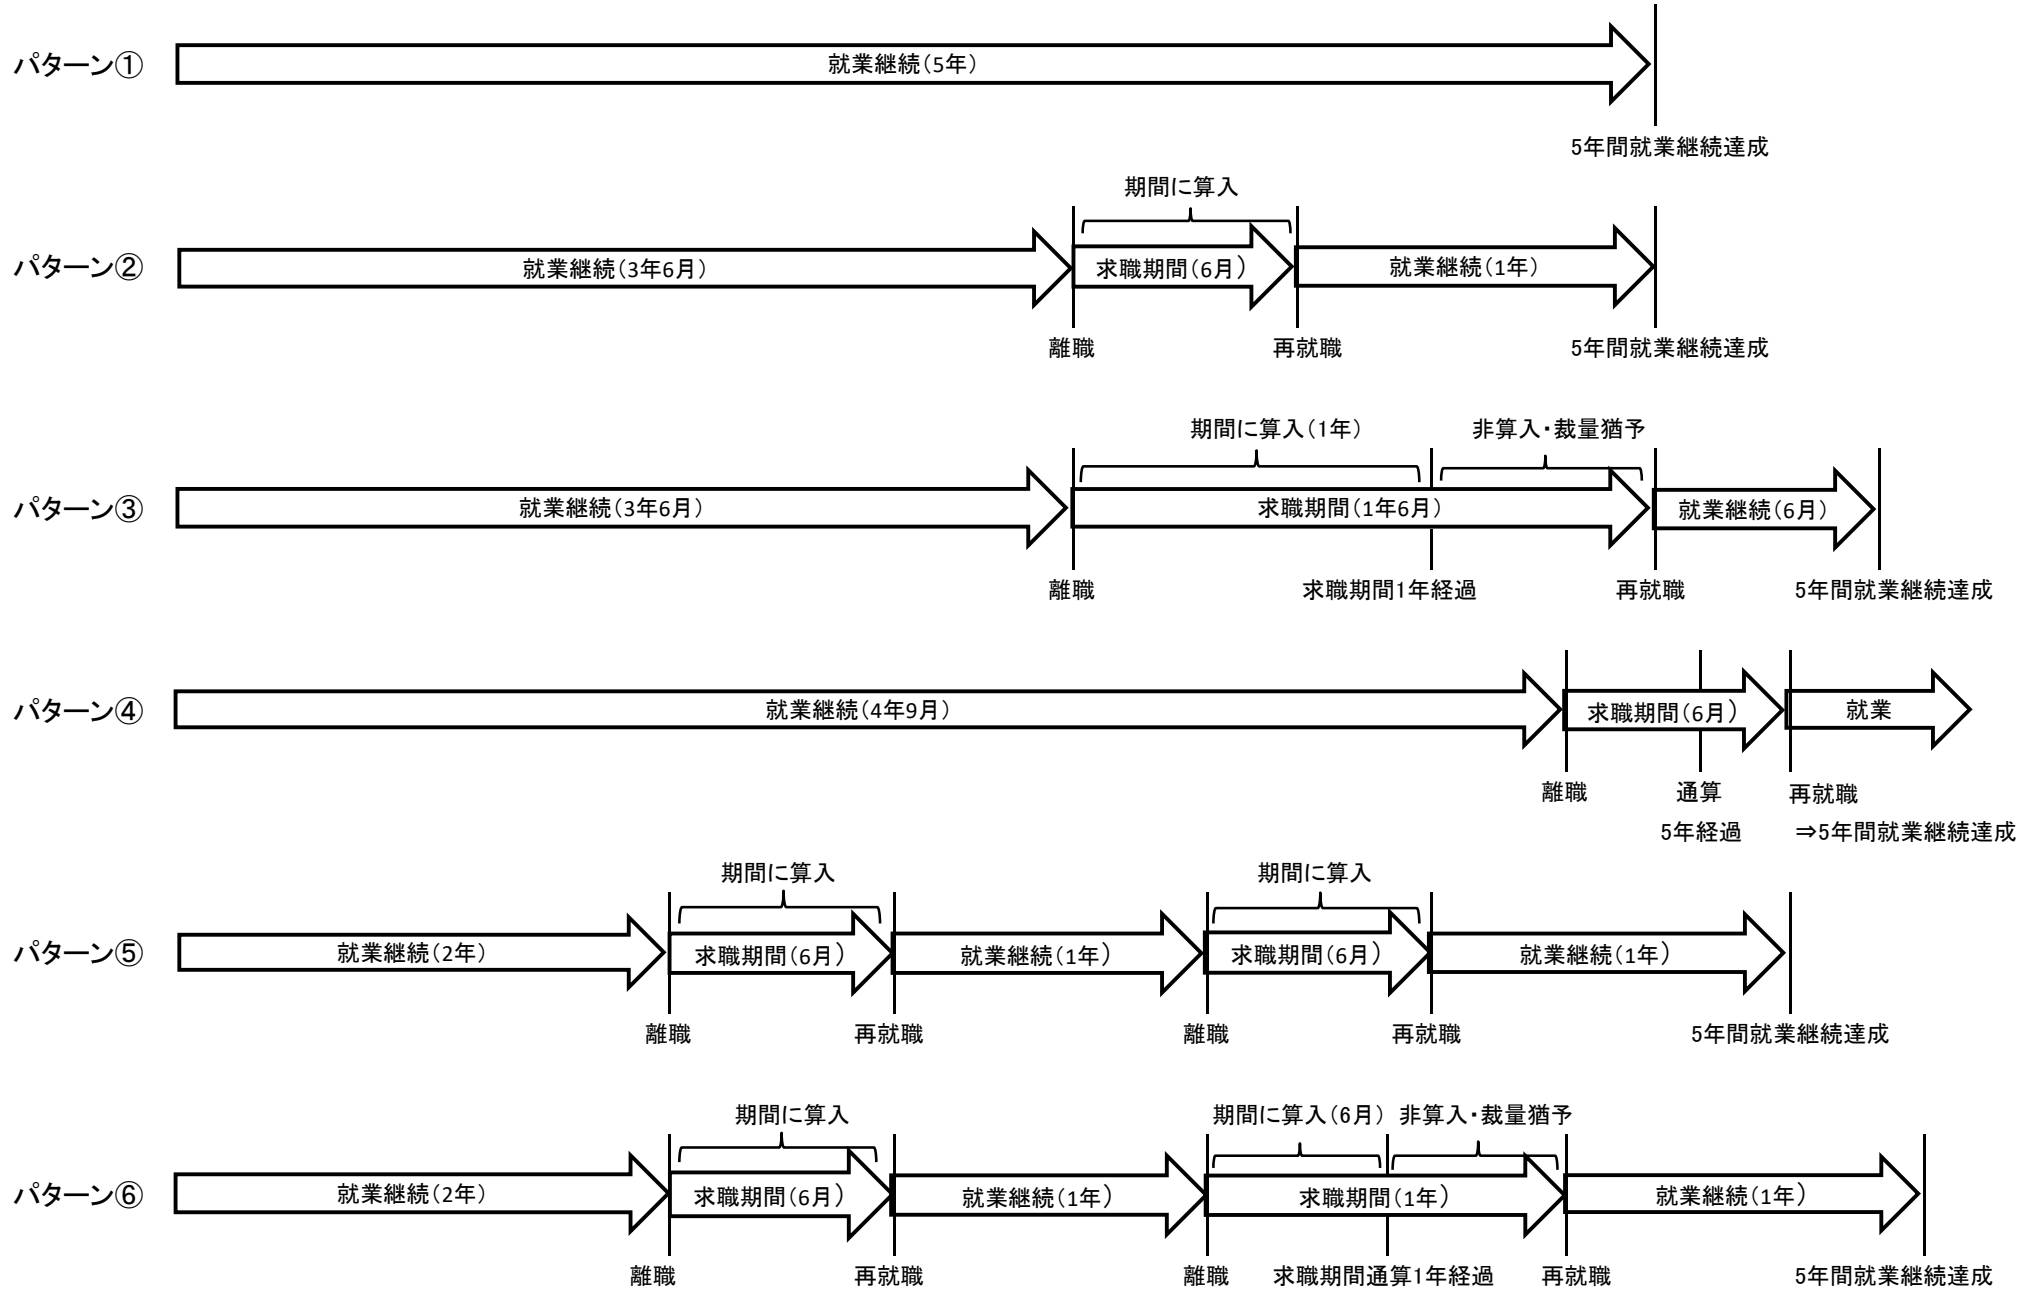 パターン①
就業継続（5年）
5年間就業継続達成
期間に算入
パターン②
就業継続（3年6月）
求職期間（6月）
就業継続（1年）
離職
再就職
5年間就業継続達成
期間に算入（1年）
非算入・裁量猶予
パターン③
就業継続（3年6月）
求職期間（1年6月）
就業継続（6月）
離職
求職期間1年経過
再就職
5年間就業継続達成
パターン④
就業継続（4年9月）
求職期間（6月）
就業
離職
通算
再就職
5年経過
⇒5年間就業継続達成
期間に算入
期間に算入
パターン⑤
就業継続（2年）
求職期間（6月）
就業継続（1年）
求職期間（6月）
就業継続（1年）
離職
再就職
離職
再就職
5年間就業継続達成
期間に算入
期間に算入（6月）
非算入・裁量猶予
パターン⑥
就業継続（2年）
求職期間（6月）
就業継続（1年）
求職期間（1年）
就業継続（1年）
離職
再就職
離職
求職期間通算1年経過
再就職
5年間就業継続達成